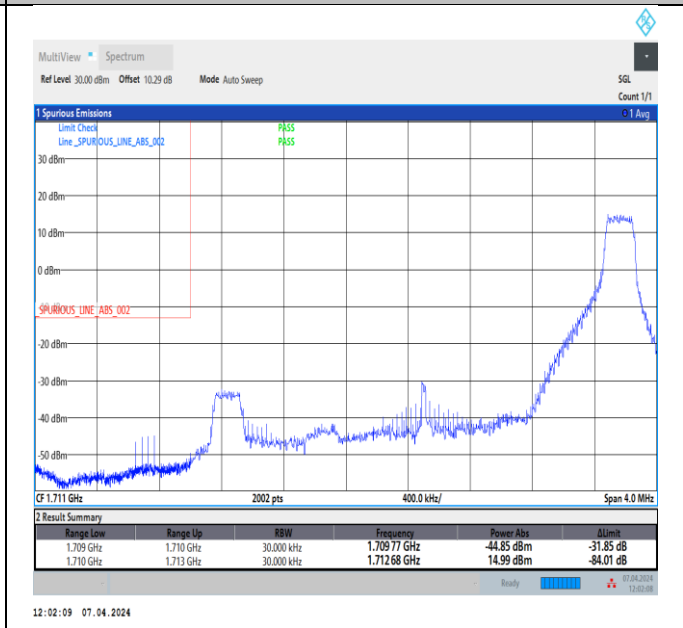 MultiView Spectrum
Ref Level 30.00 dBm Offset 10.29 dB Mode Auto Sweep SGL
Count 1/1
1 Spurious Emissions 1 Avg
Limit Check PASS
Line _SPURIOUS_LINE_ABS_002 PASS
30 dBm
20 dBm
10 dBm
0 dBm
_SPURIOUS_LINE_ABS_002
-20 dBm
-30 dBm
-40 dBm
-50 dBm
CF 1.711 GHz 2002 pts 400.0 kHz/ Span 4.0 MHz
2 Result Summary
Range Low Range Up RBW Frequency Power Abs ΔLimit
1.709 GHz 1.710 GHz 30.000 kHz 1.709 77 GHz -44.85 dBm -31.85 dB
1.710 GHz 1.713 GHz 30.000 kHz 1.712 68 GHz 14.99 dBm -84.01 dB
Ready 07.04.2024
12:02:08
12:02:09 07.04.2024